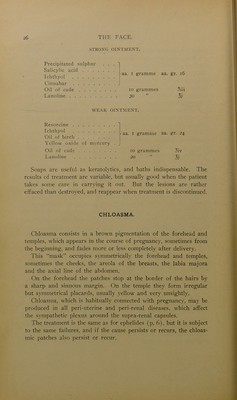 26 THE FACE.
STRONG OINTMENT.
Precipitated sulphur . . . .
Salicylic acid . . . . . . .
Ichthyol . . . . . . . . . aa. 1 gramme aa. gr. 16
Cinnabar . . . . . . . .
Oil of cade . . . . . . . . 10 grammes
Lanoline . . . . . . . . . 30 " ℥j
WEAK OINTMENT.
Resorcine . . . . . . . .
Ichthyol . . . . . . . .
Oil of birch . . . . . . . aa. 1 gramme aa. gr. 24
Yellow oxide of mercury
Oil of cade . . . . . . . 10 grammes
Lanoline . . . . . . . . 20 " ℥j
Soaps are useful as keratolytics, and baths indispensable. The
results of treatment are variable, but usually good when the patient
takes some care in carrying it out. But the lesions are rather
effaced than destroyed, and reappear when treatment is discontinued.
CHLOASMA.
Chloasma consists in a brown pigmentation of the forehead and
temples, which appears in the course of pregnancy, sometimes from
the beginning, and fades more or less completely after delivery.
This "mask" occupies symmetrically the forehead and temples,
sometimes the cheeks, the areola of the breasts, the labia majora
and the axial line of the abdomen.
On the forehead the patches stop at the border of the hairs by
a sharp and sinuous margin. On the temple they form irregular
but symmetrical placards, usually yellow and very unsightly.
Chloasma, which is habitually connected with pregnancy, may be
produced in all peri-uterine and peri-renal diseases, which affect
the sympathetic plexus around the supra-renal capsules.
The treatment is the same as for ephelides (p. 6), but it is subject
to the same failures, and if the cause persists or recurs, the chloas-
mic patches also persist or recur.